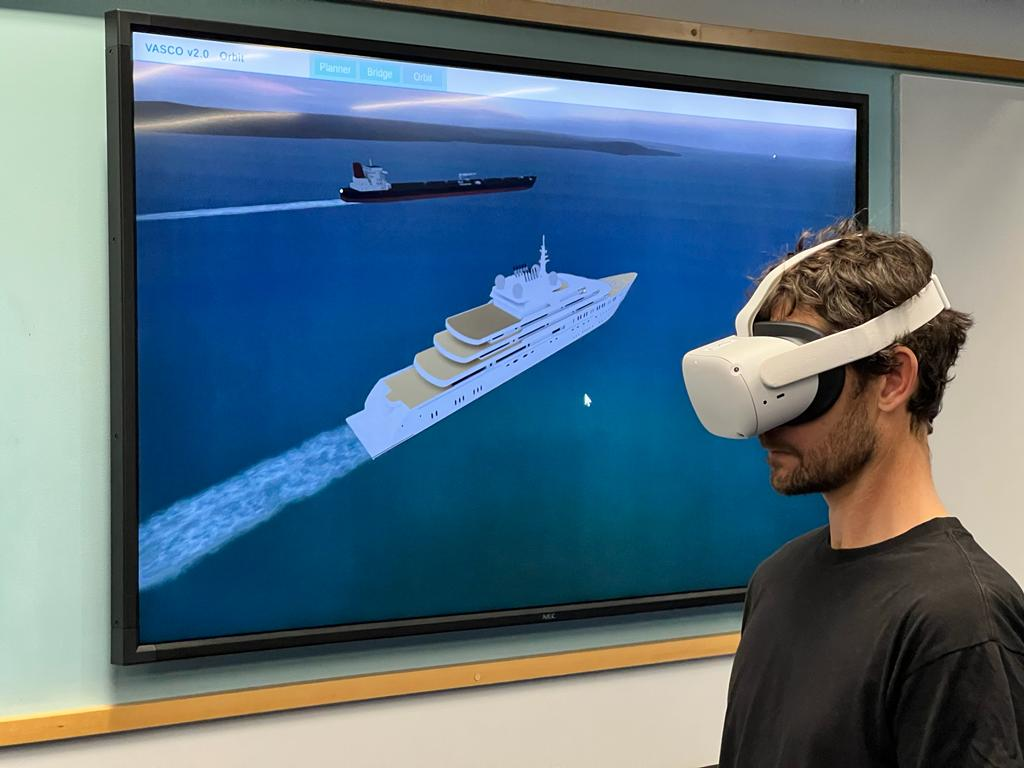 VASCO v2.0 Orbit
Planner Bridge Orbit
NEC